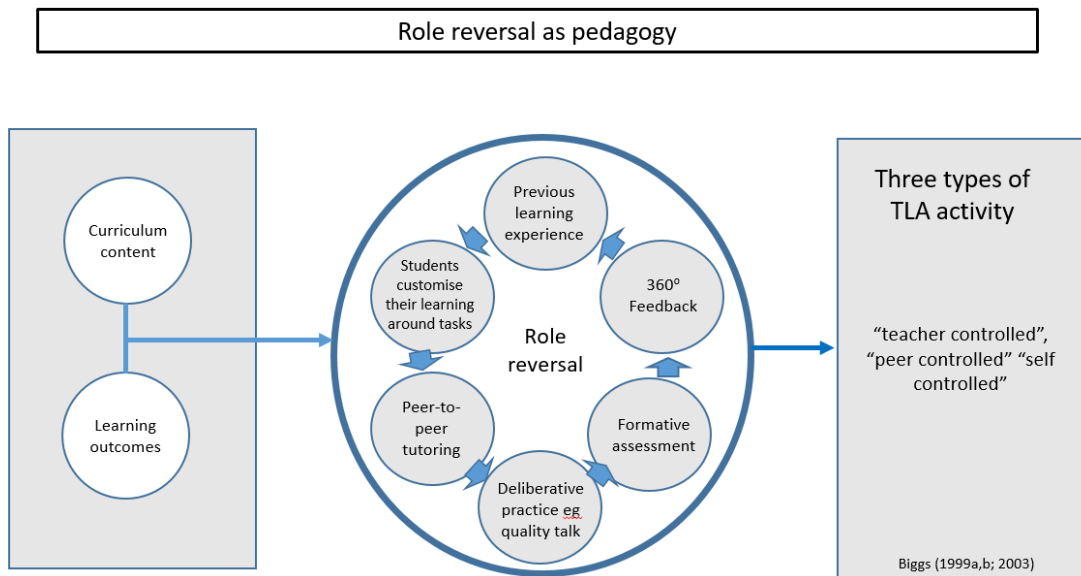 Role reversal as pedagogy
Curriculum
content
Learning
outcomes
Previous
learning
experience
Students
customise
their learning
around tasks
Peer-to-
peer
tutoring
Deliberative
practice eg
quality talk
Formative
assessment
360⁰
Feedback
Role
reversal
Three types of
TLA activity
“teacher controlled”,
“peer controlled” “self
controlled”
Biggs (1999a,b; 2003)